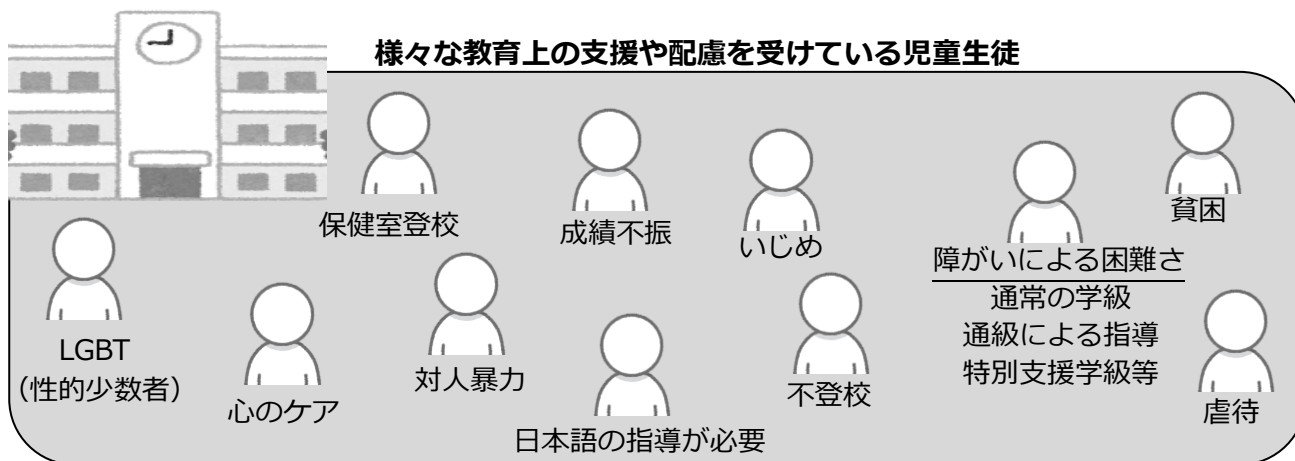 様々な教育上の支援や配慮を受けている児童生徒
保健室登校
成績不振
いじめ
貧困
障がいによる困難さ
通常の学級
通級による指導
特別支援学級等
LGBT
（性的少数者）
心のケア
対人暴力
日本語の指導が必要
不登校
虐待